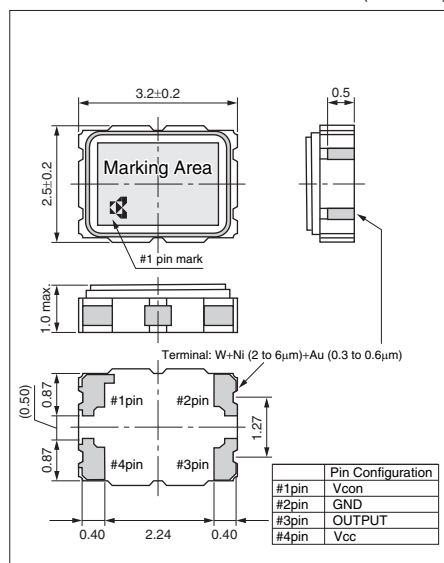 3.2±0.2
0.5
2.5±0.2
Marking Area
#1 pin mark
1.0 max.
Terminal: W+Ni (2 to 6μm)+Au (0.3 to 0.6μm)
0.87
(0.50)
0.87
#1pin #2pin
#4pin #3pin
1.27
0.40 2.24 0.40
Pin Configuration
#1pin Vcon
#2pin GND
#3pin OUTPUT
#4pin Vcc